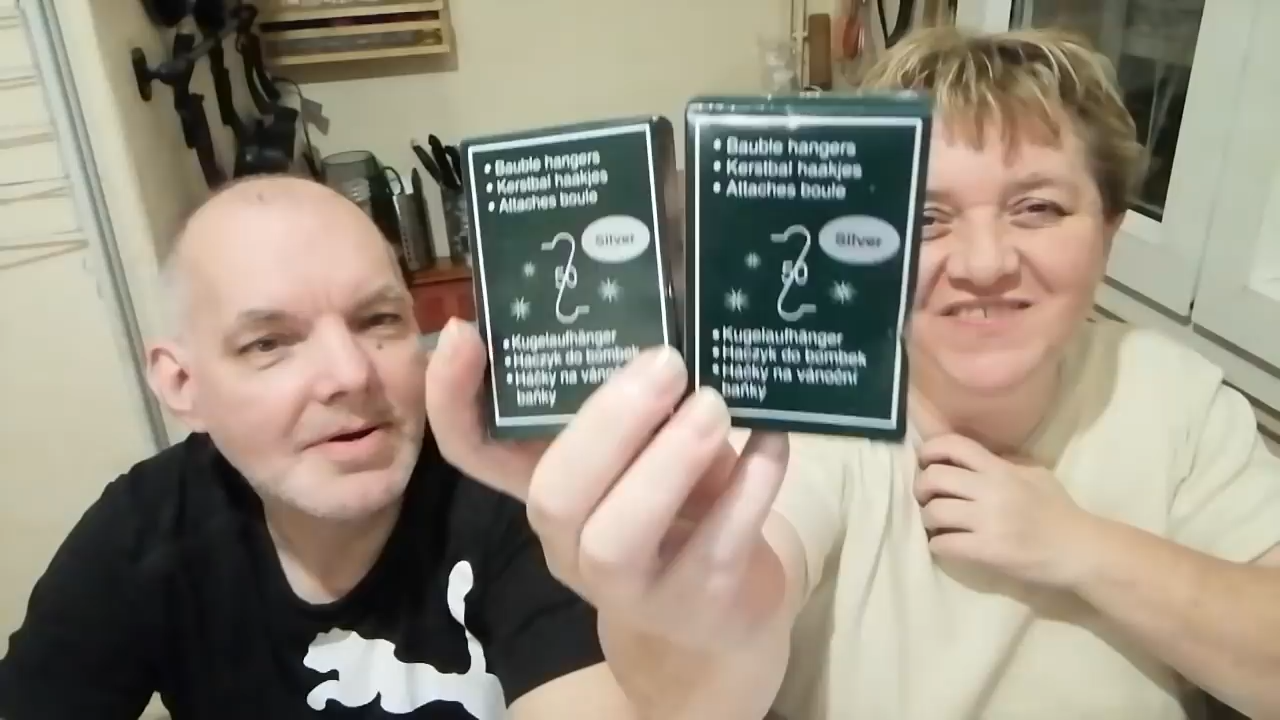 • Bauble hangers
• Kerstbal haakjes
• Attaches boule
Silver
50
• Kugelaufhänger
• Haczyk do bombek
• Háčky na
baňky
• Bauble hangers
• Kerstbal haakjes
• Attaches boule
Silver
50
• Kugelaufhänger
• Haczyk do bombek
• Háčky na vánoční
baňky